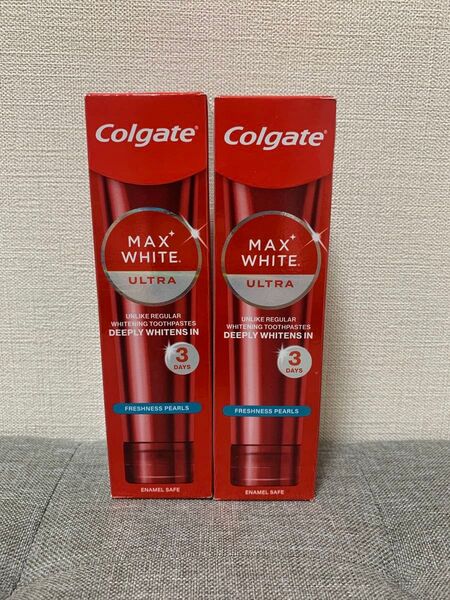 Colgate®
MAX+
WHITE.
ULTRA
UNLIKE REGULAR
WHITENING TOOTHPASTES
DEEPLY WHITENS IN
3
DAYS
FRESHNESS PEARLS
ENAMEL SAFE
Colgate®
MAX+
WHITE.
ULTRA
UNLIKE REGULAR
WHITENING TOOTHPASTES
DEEPLY WHITENS IN
3
DAYS
FRESHNESS PEARLS
ENAMEL SAFE